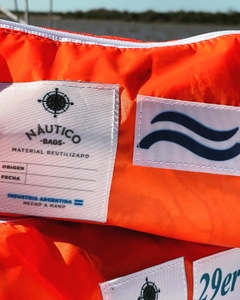 NÁUTICO
·BAGS·
MATERIAL REUTILIZADO
ORIGEN
FECHA
INDUSTRIA ARGENTINA
HECHO A MANO
29er